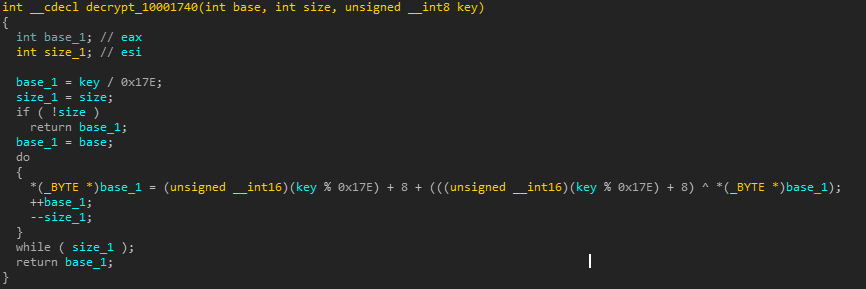 int __cdecl decrypt_10001740(int base, int size, unsigned __int8 key)
{
  int base_1; // eax
  int size_1; // esi

  base_1 = key / 0x17E;
  size_1 = size;
  if ( !size )
    return base_1;
  base_1 = base;
  do
  {
    *(_BYTE *)base_1 = (unsigned __int16)(key % 0x17E) + 8 + (((unsigned __int16)(key % 0x17E) + 8) ^ *(_BYTE *)base_1);
    ++base_1;
    --size_1;
  }
  while ( size_1 );
  return base_1;
}